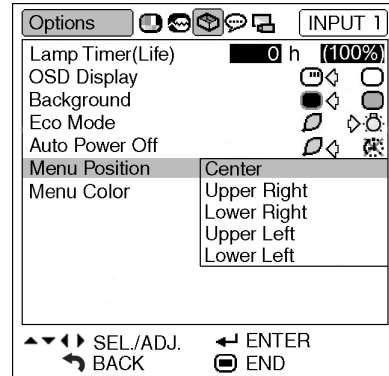 Options INPUT 1
Lamp Timer(Life) 0 h (100%)
OSD Display
Background
Eco Mode
Auto Power Off
Menu Position Center
Menu Color Upper Right
Lower Right
Upper Left
Lower Left
SEL./ADJ. ENTER
BACK END